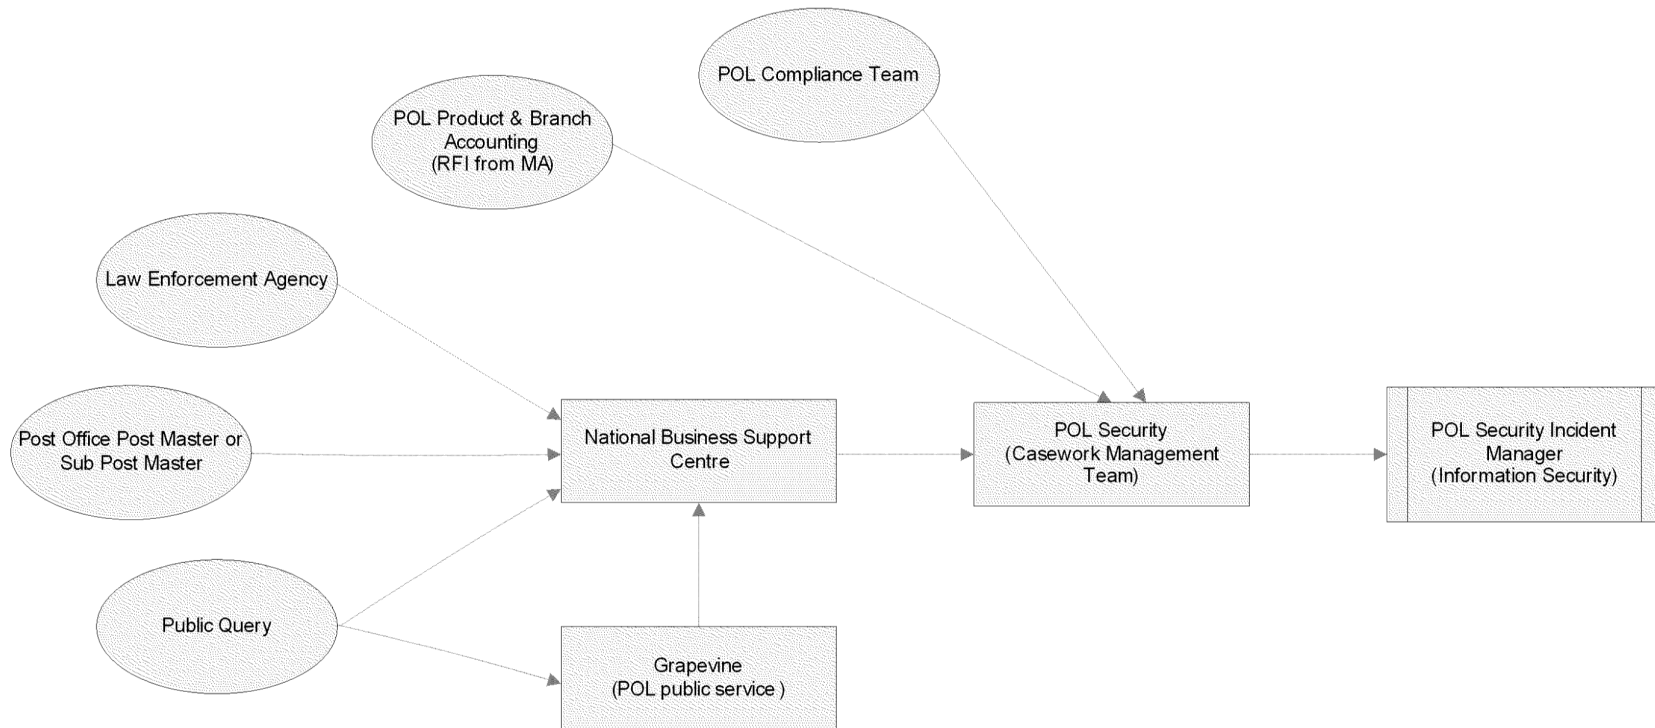 POL Compliance Team
POL Product & Branch
Accounting
(RFI from MA)
Law Enforcement Agency
Post Office Post Master or
Sub Post Master
National Business Support
Centre
POL Security
(Casework Management
Team)
POL Security Incident
Manager
(Information Security)
Public Query
Grapevine
(POL public service )